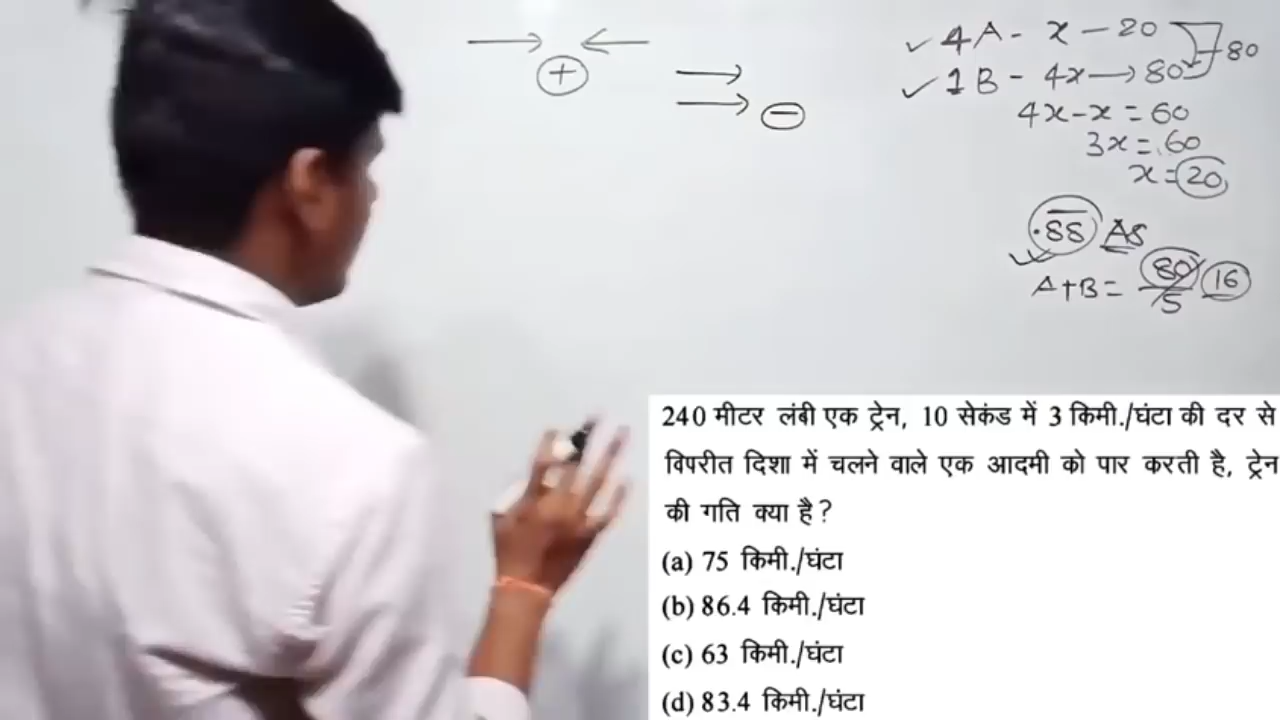 +
−
✓ 4A - x - 20
80
✓ 1B - 4x → 80
4x - x = 60
3x = 60
x = 20
.88 As
A+B = 80/5 16
240 मीटर लंबी एक ट्रेन, 10 सेकंड में 3 किमी./घंटा की दर से
विपरीत दिशा में चलने वाले एक आदमी को पार करती है, ट्रेन
की गति क्या है?
(a) 75 किमी./घंटा
(b) 86.4 किमी./घंटा
(c) 63 किमी./घंटा
(d) 83.4 किमी./घंटा